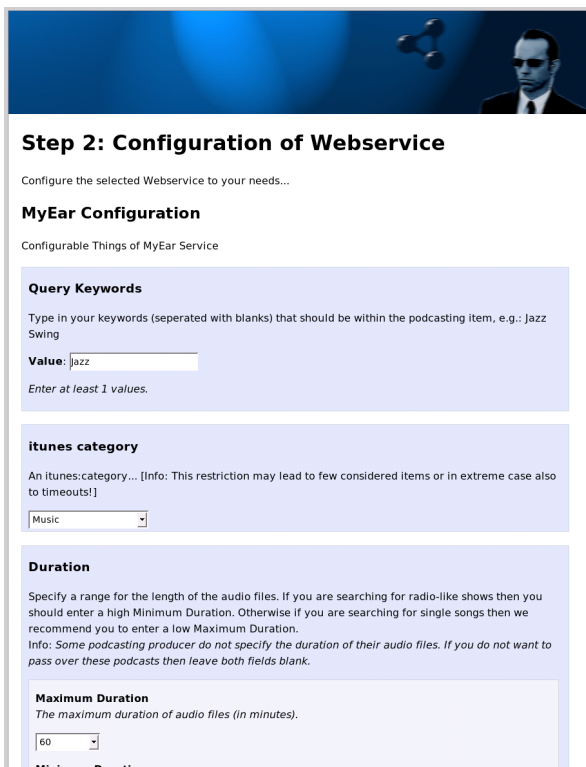 Step 2: Configuration of Webservice
Configure the selected Webservice to your needs...
MyEar Configuration
Configurable Things of MyEar Service
Query Keywords
Type in your keywords (seperated with blanks) that should be within the podcasting item, e.g.: Jazz
Swing
Value: Jazz
Enter at least 1 values.
itunes category
An itunes:category... [Info: This restriction may lead to few considered items or in extreme case also
to timeouts!]
Music
Duration
Specify a range for the length of the audio files. If you are searching for radio-like shows then you
should enter a high Minimum Duration. Otherwise if you are searching for single songs then we
recommend you to enter a low Maximum Duration.
Info: Some podcasting producer do not specify the duration of their audio files. If you do not want to
pass over these podcasts then leave both fields blank.
Maximum Duration
The maximum duration of audio files (in minutes).
60
Minimum Duration